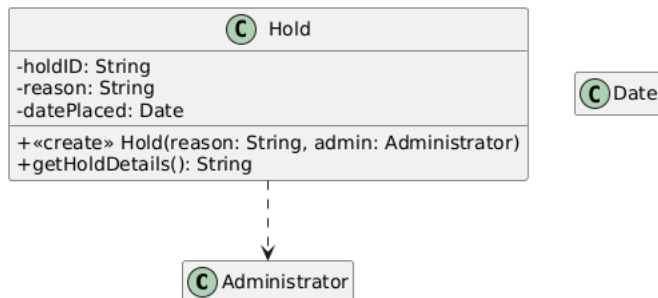 C Hold
-holdID: String
-reason: String
-datePlaced: Date
+«create» Hold(reason: String, admin: Administrator)
+getHoldDetails(): String
C Date
C Administrator